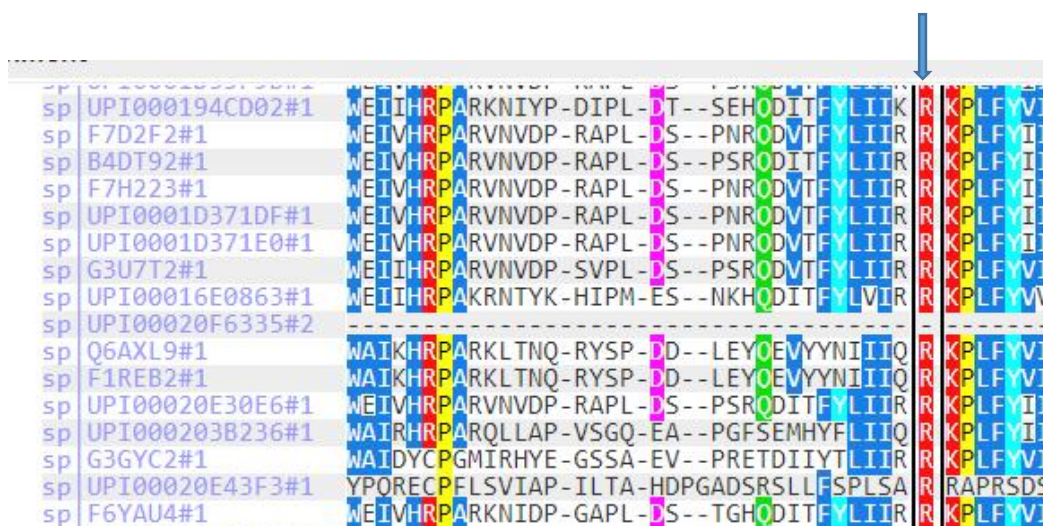 sp|UPI000194CD02#1 WEIIHRPARKNIYP-DIPL-DT--SEHQDITFYLIIK R KPLFYVI
sp|F7D2F2#1 WEIVHRPARVNVDP-RAPL-DS--PNRQDVTFYLIIR R KPLFYII
sp|B4DT92#1 WEIVHRPARVNVDP-RAPL-DS--PSRQDITFYLIIR R KPLFYII
sp|F7H223#1 WEIVHRPARVNVDP-RAPL-DS--PNRQDVTFYLIIR R KPLFYII
sp|UPI0001D371DF#1 WEIVHRPARVNVDP-RAPL-DS--PNRQDVTFYLIIR R KPLFYII
sp|UPI0001D371E0#1 WEIVHRPARVNVDP-RAPL-DS--PNRQDVTFYLIIR R KPLFYII
sp|G3U7T2#1 WEIIHRPARVNVDP-SVPL-DS--PSRQDVTFYLIIR R KPLFYVI
sp|UPI00016E0863#1 WEIIHRPAKRNTYK-HIPM-ES--NKHQDITFYLVIR R KPLFYVV
sp|UPI00020F6335#2 ------------------------------------- - -------
sp|Q6AXL9#1 WAIKHRPARKLTNQ-RYSP-DD--LEYQEVYYNIIIQ R KPLFYVI
sp|F1REB2#1 WAIKHRPARKLTNQ-RYSP-DD--LEYQEVYYNIIIQ R KPLFYVI
sp|UPI00020E30E6#1 WEIVHRPARVNVDP-RAPL-DS--PSRQDITFYLIIR R KPLFYII
sp|UPI000203B236#1 WAIRHRPARQLLAP-VSGQ-EA--PGFSEMHYFLIIQ R KPLFYII
sp|G3GYC2#1 WAIDYCPGMIRHYE-GSSA-EV--PRETDIIYTLIIR R KPLFYVI
sp|UPI00020E43F3#1 YPQRECPFLSVIAP-ILTA-HDPGADSRSLLFSPLSA R RAPRSDS
sp|F6YAU4#1 WEIVHRPARKNIDP-GAPL-DS--TGHQDITFYLIIR R KPLFYVI